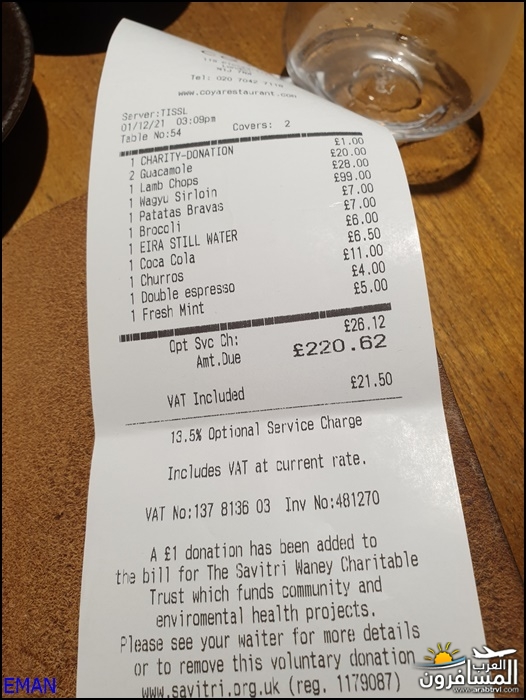 Tel: 020 7042 7118
www.coyarestaurant.com
Server:TISSL
01/12/21 03:09pm
Table No:54 Covers: 2
1 CHARITY-DONATION £1.00
2 Guacamole £20.00
1 Lamb Chops £28.00
1 Wagyu Sirloin £99.00
1 Patatas Bravas £7.00
1 Brocoli £7.00
1 EIRA STILL WATER £6.00
1 Coca Cola £6.50
1 Churros £11.00
1 Double espresso £4.00
1 Fresh Mint £5.00
Opt Svc Ch: £26.12
Amt.Due £220.62
VAT Included £21.50
13.5% Optional Service Charge
Includes VAT at current rate.
VAT No:137 8136 03 Inv No:481270
A £1 donation has been added to
the bill for The Savitri Waney Charitable
Trust which funds community and
enviromental health projects.
Please see your waiter for more details
or to remove this voluntary donation
www.savitri.org.uk (reg. 1179087)
EMAN
العرب
المسافرون
www.arabtrvl.com